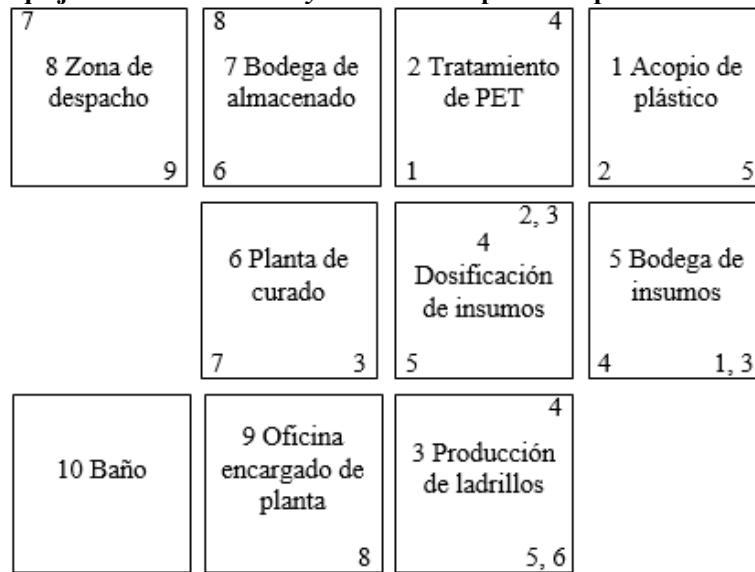 7
8 Zona de
despacho
9
8
7 Bodega de
almacenado
6
4
2 Tratamiento
de PET
1
1 Acopio de
plástico
2 5
6 Planta de
curado
7 3
2, 3
4
Dosificación
de insumos
5
5 Bodega de
insumos
4 1, 3
10 Baño
9 Oficina
encargado de
planta
8
4
3 Producción
de ladrillos
5, 6